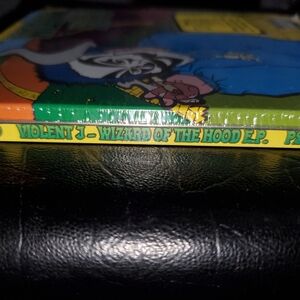 VIOLENT J - WIZARD OF THE HOOD E.P.